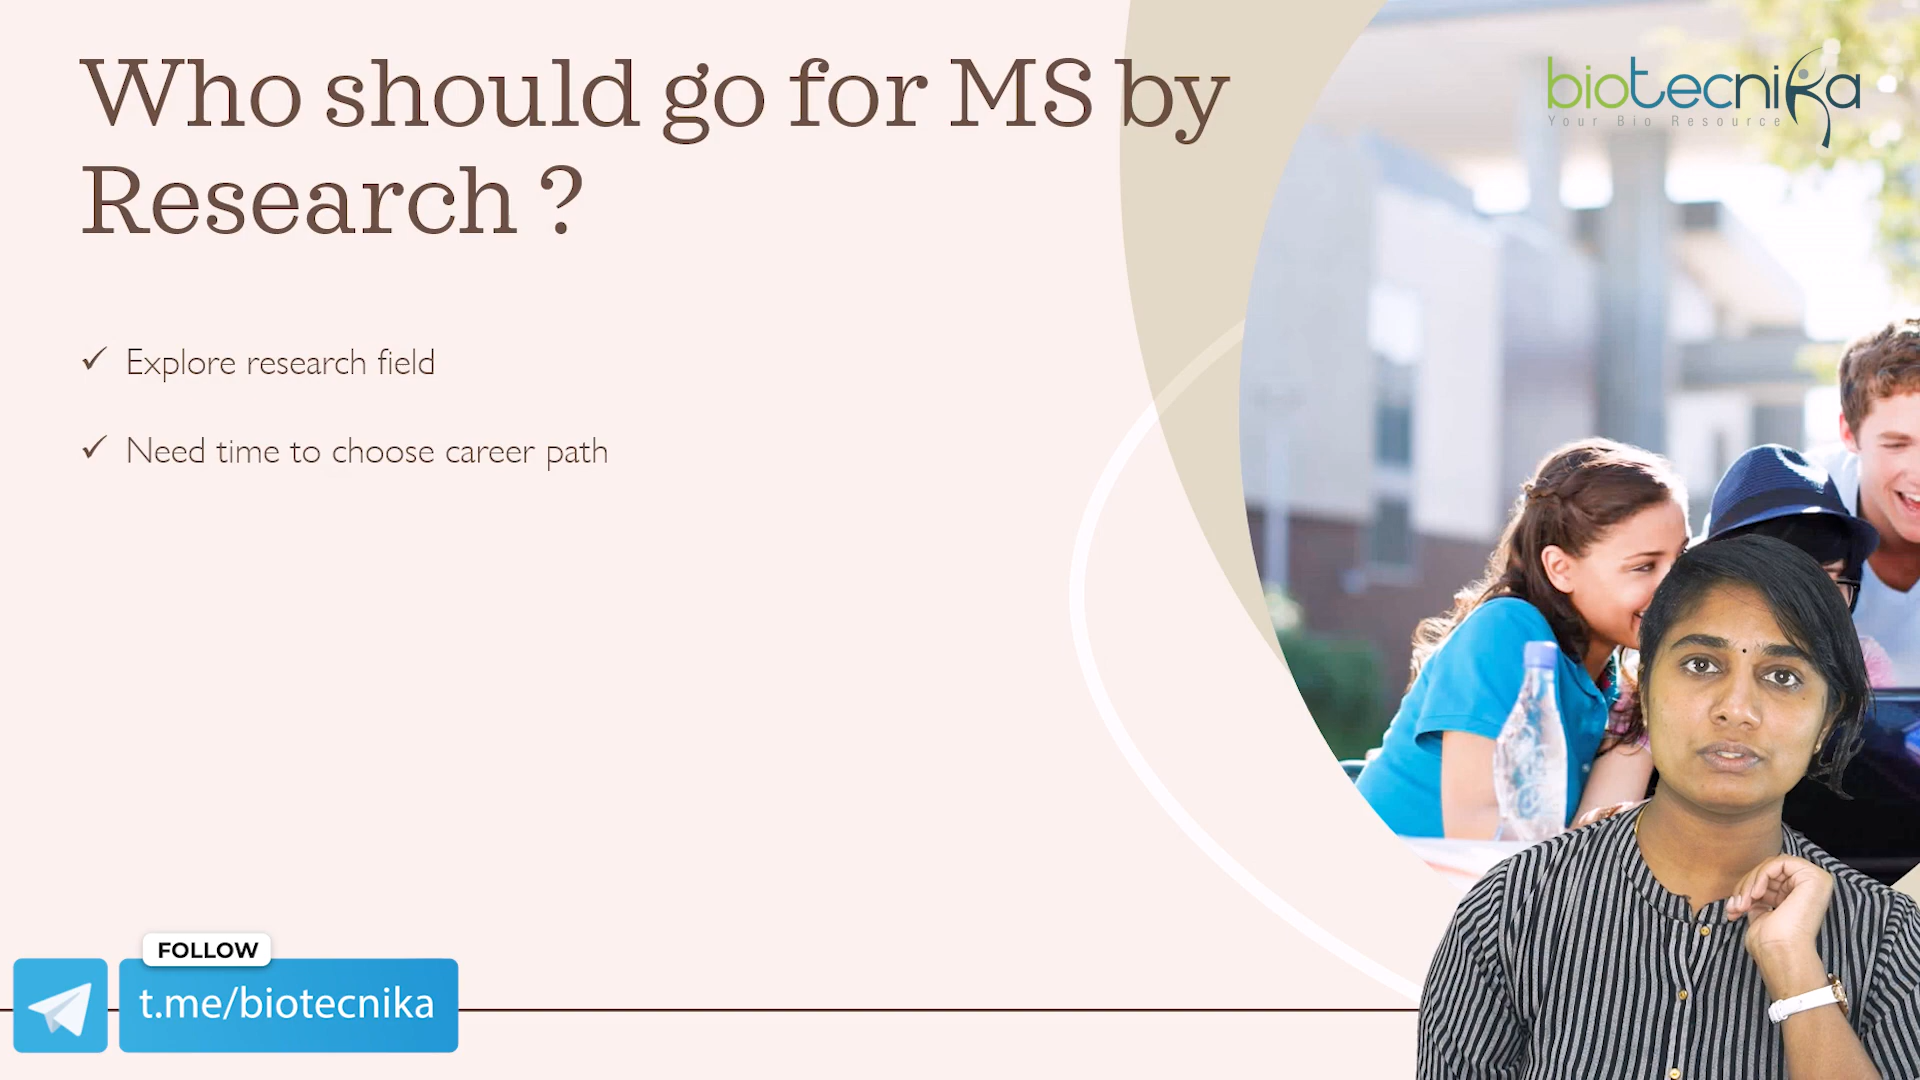 Who should go for MS by
Research ?
biotecnika
Your Bio Resource
✓ Explore research field
✓ Need time to choose career path
FOLLOW
t.me/biotecnika